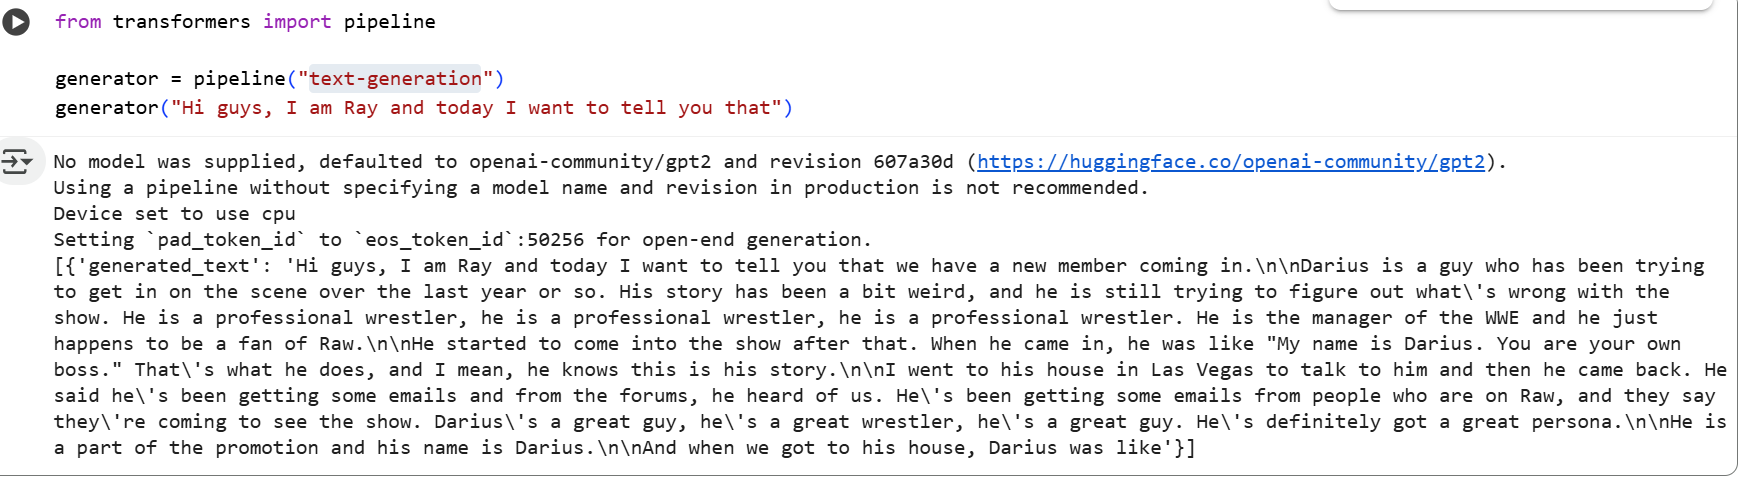 from transformers import pipeline
generator = pipeline("text-generation")
generator("Hi guys, I am Ray and today I want to tell you that")
No model was supplied, defaulted to openai-community/gpt2 and revision 607a30d (https://huggingface.co/openai-community/gpt2).
Using a pipeline without specifying a model name and revision in production is not recommended.
Device set to use cpu
Setting `pad_token_id` to `eos_token_id`:50256 for open-end generation.
[{'generated_text': 'Hi guys, I am Ray and today I want to tell you that we have a new member coming in.\n\nDarius is a guy who has been trying
to get in on the scene over the last year or so. His story has been a bit weird, and he is still trying to figure out what\'s wrong with the
show. He is a professional wrestler, he is a professional wrestler, he is a professional wrestler. He is the manager of the WWE and he just
happens to be a fan of Raw.\n\nHe started to come into the show after that. When he came in, he was like "My name is Darius. You are your own
boss." That\'s what he does, and I mean, he knows this is his story.\n\nI went to his house in Las Vegas to talk to him and then he came back. He
said he\'s been getting some emails and from the forums, he heard of us. He\'s been getting some emails from people who are on Raw, and they say
they\'re coming to see the show. Darius\'s a great guy, he\'s a great wrestler, he\'s a great guy. He\'s definitely got a great persona.\n\nHe is
a part of the promotion and his name is Darius.\n\nAnd when we got to his house, Darius was like'}]